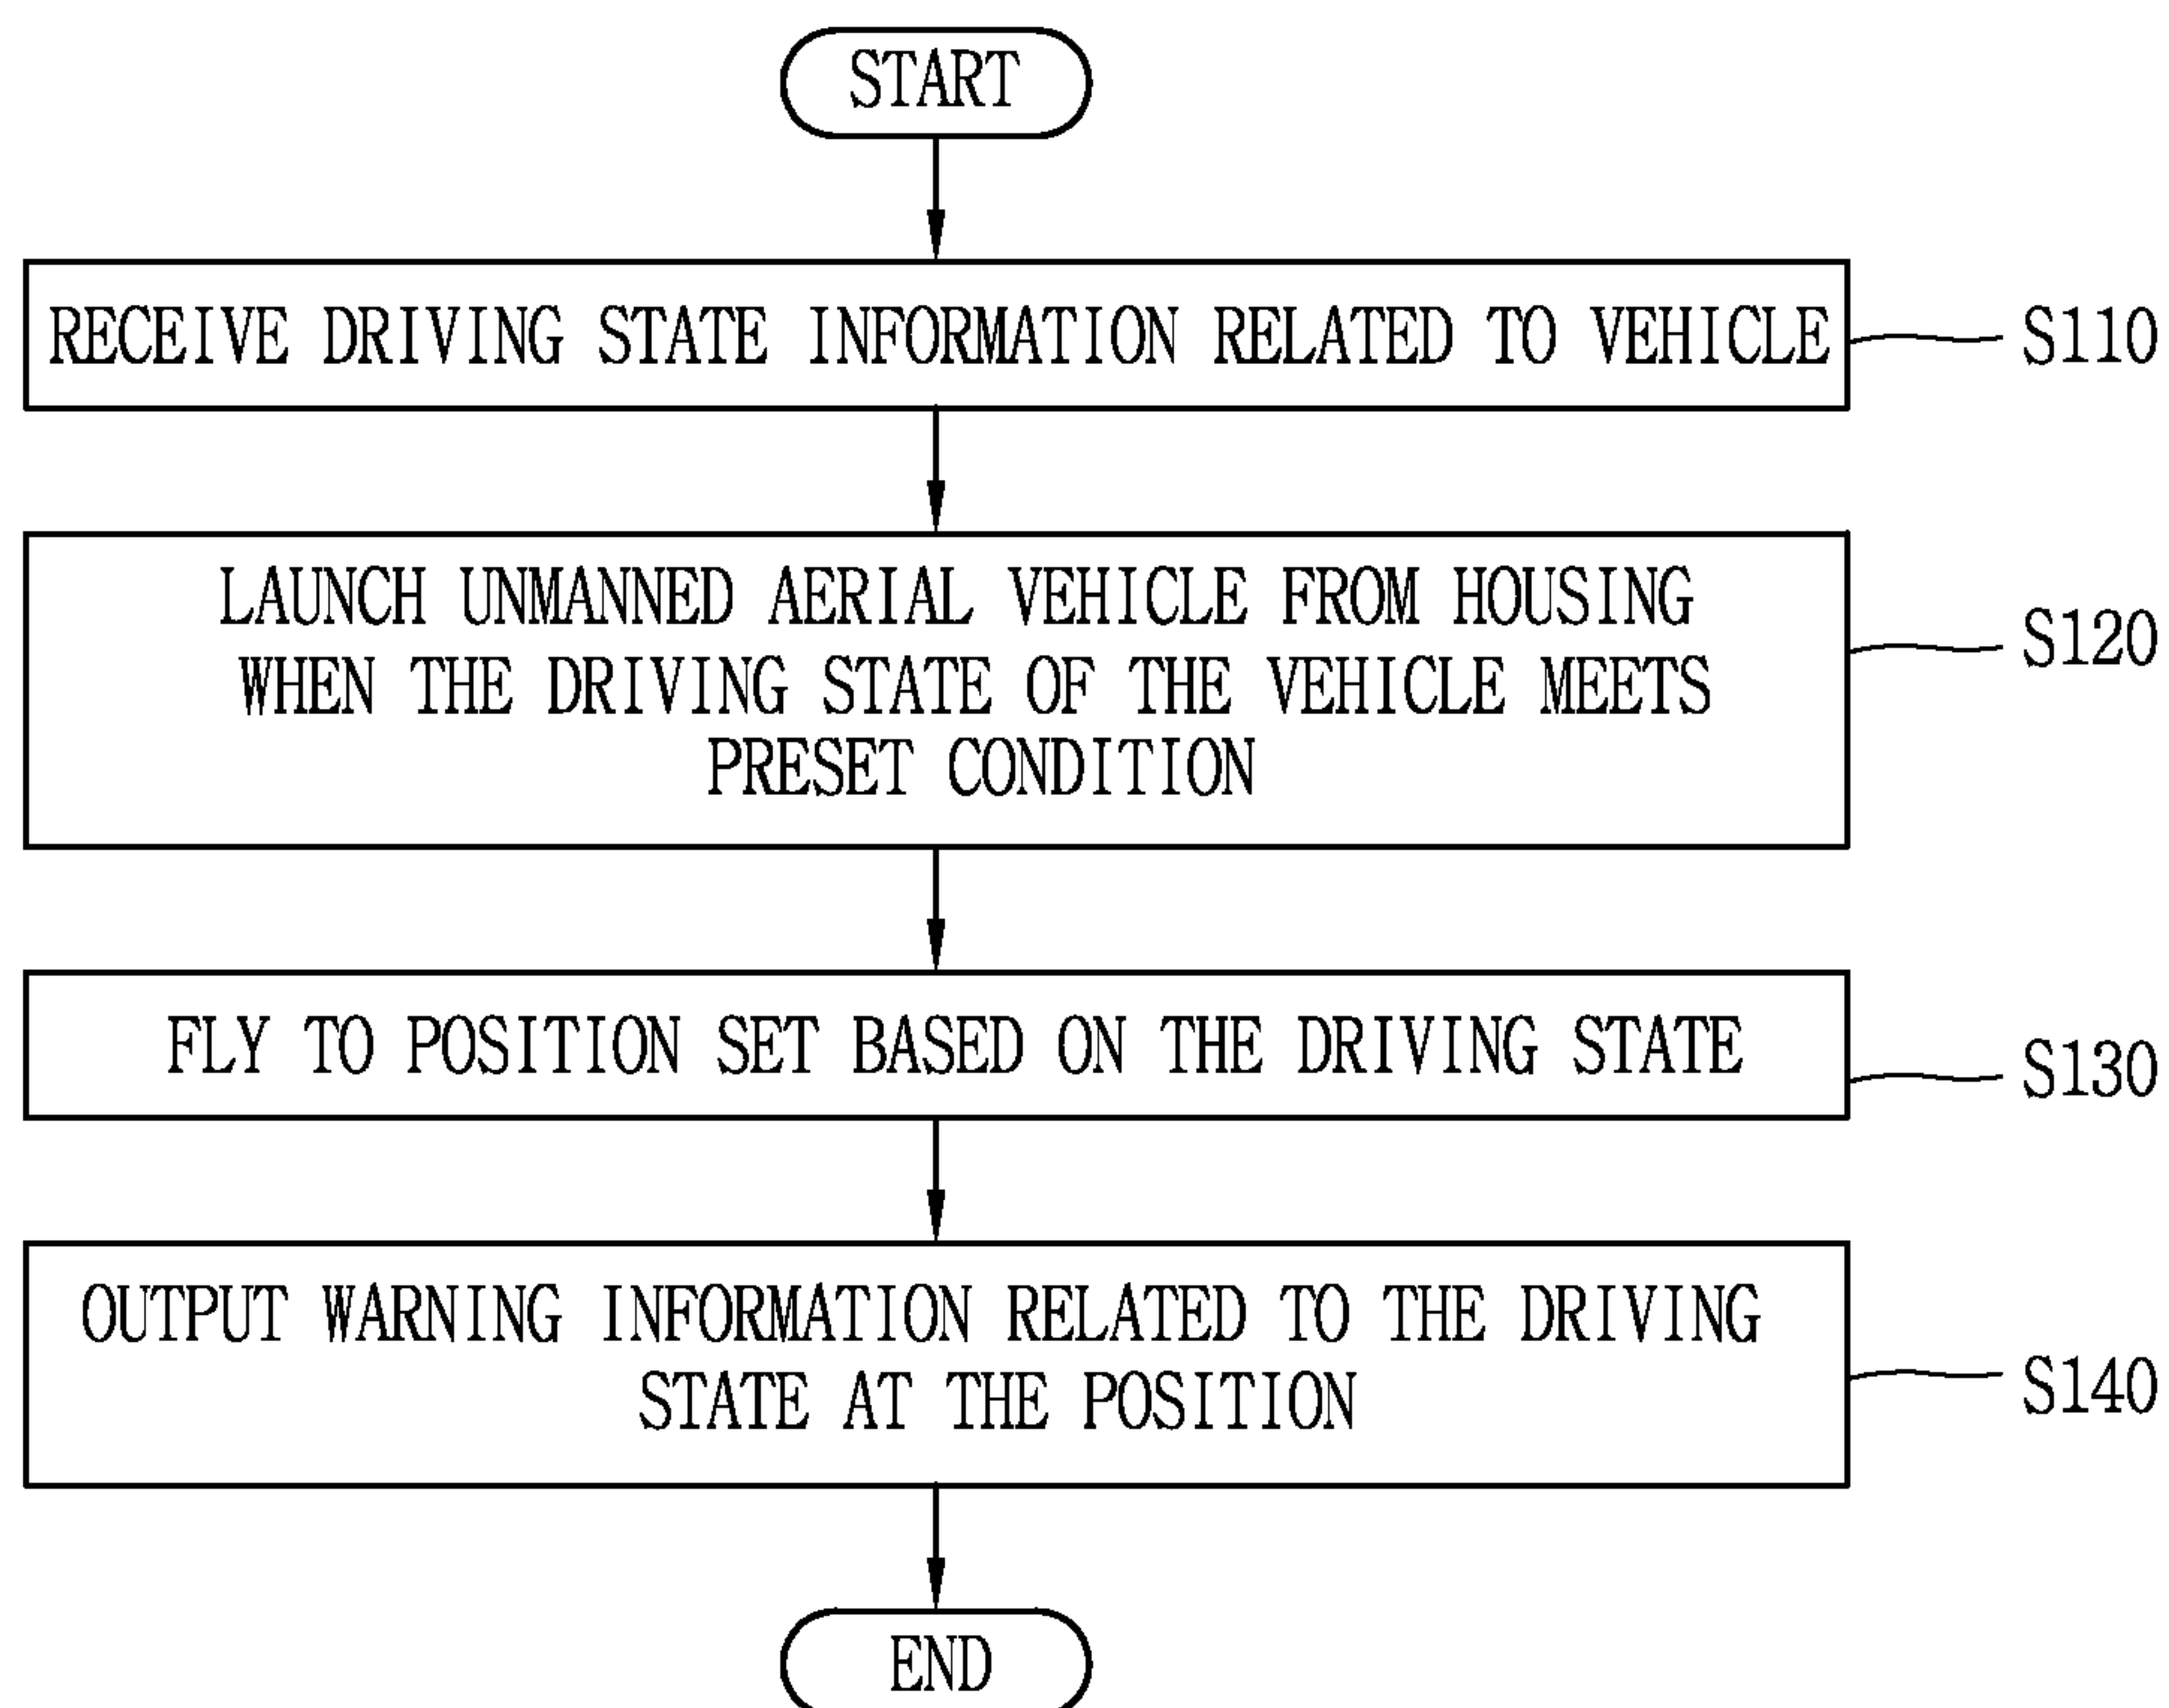 START
RECEIVE DRIVING STATE INFORMATION RELATED TO VEHICLE
S110
LAUNCH UNMANNED AERIAL VEHICLE FROM HOUSING
WHEN THE DRIVING STATE OF THE VEHICLE MEETS
PRESET CONDITION
S120
FLY TO POSITION SET BASED ON THE DRIVING STATE
S130
OUTPUT WARNING INFORMATION RELATED TO THE DRIVING
STATE AT THE POSITION
S140
END